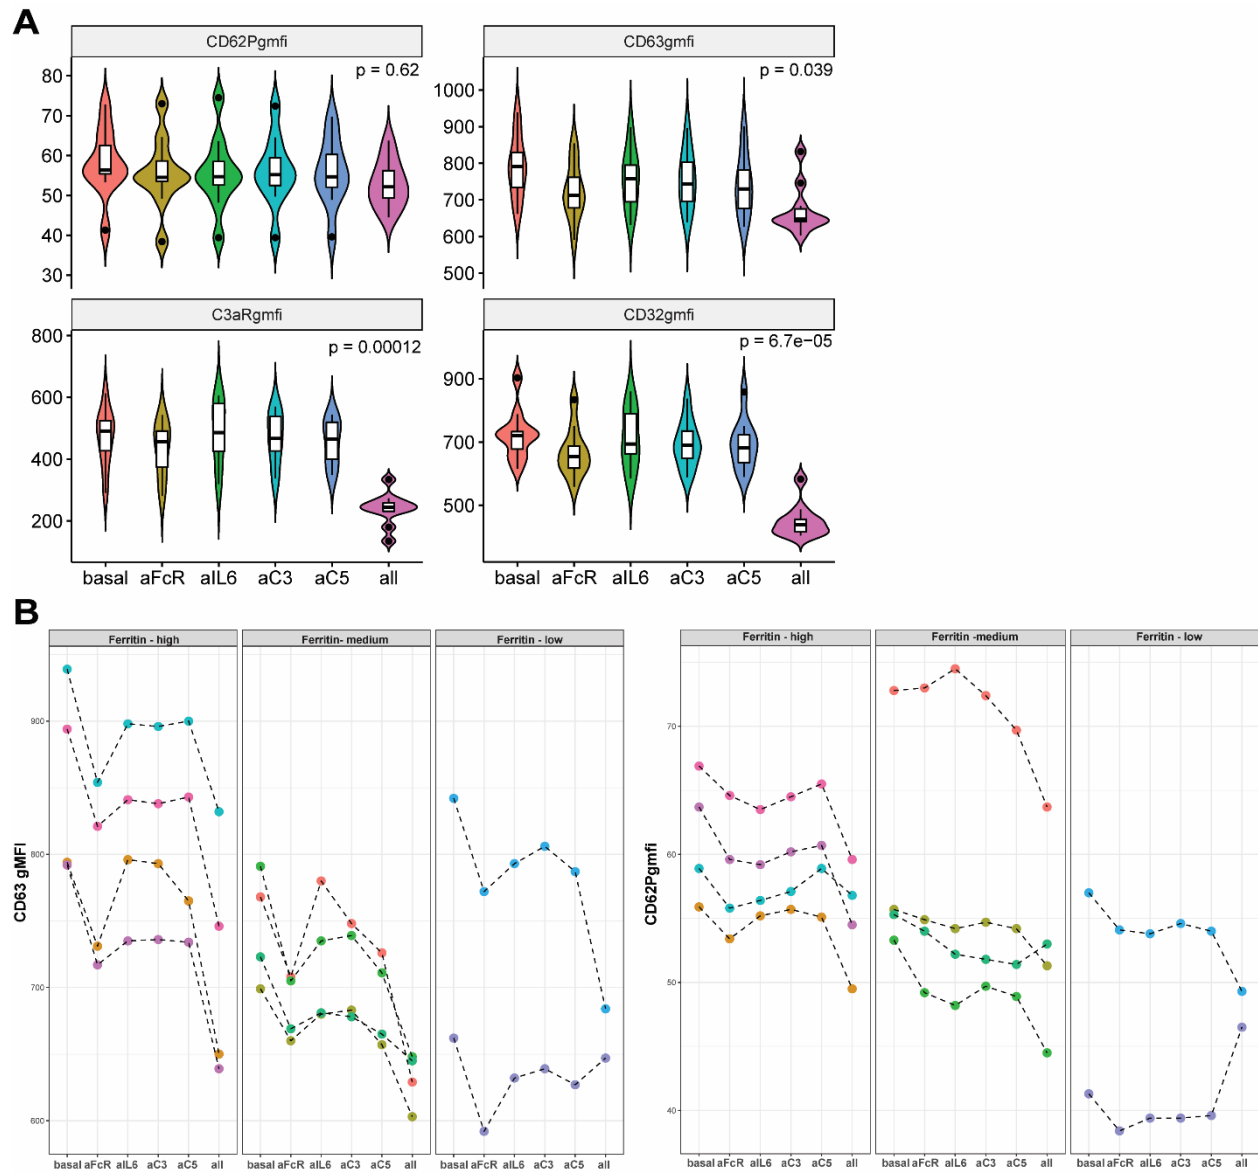 A
CD62Pgmfi
p = 0.62
80
70
60
50
40
30
CD63gmfi
p = 0.039
1000
900
800
700
600
500
C3aRgmfi
p = 0.00012
800
600
400
200
basal aFcR aIL6 aC3 aC5 all
CD32gmfi
p = 6.7e−05
900
700
500
basal aFcR aIL6 aC3 aC5 all
B
Ferritin - high Ferritin- medium Ferritin - low
CD63 gMFI
900
800
700
600
basal aFcR aIL6 aC3 aC5 all basal aFcR aIL6 aC3 aC5 all basal aFcR aIL6 aC3 aC5 all
Ferritin - high Ferritin -medium Ferritin - low
CD62Pgmfi
70
60
50
40
basal aFcR aIL6 aC3 aC5 all basal aFcR aIL6 aC3 aC5 all basal aFcR aIL6 aC3 aC5 all